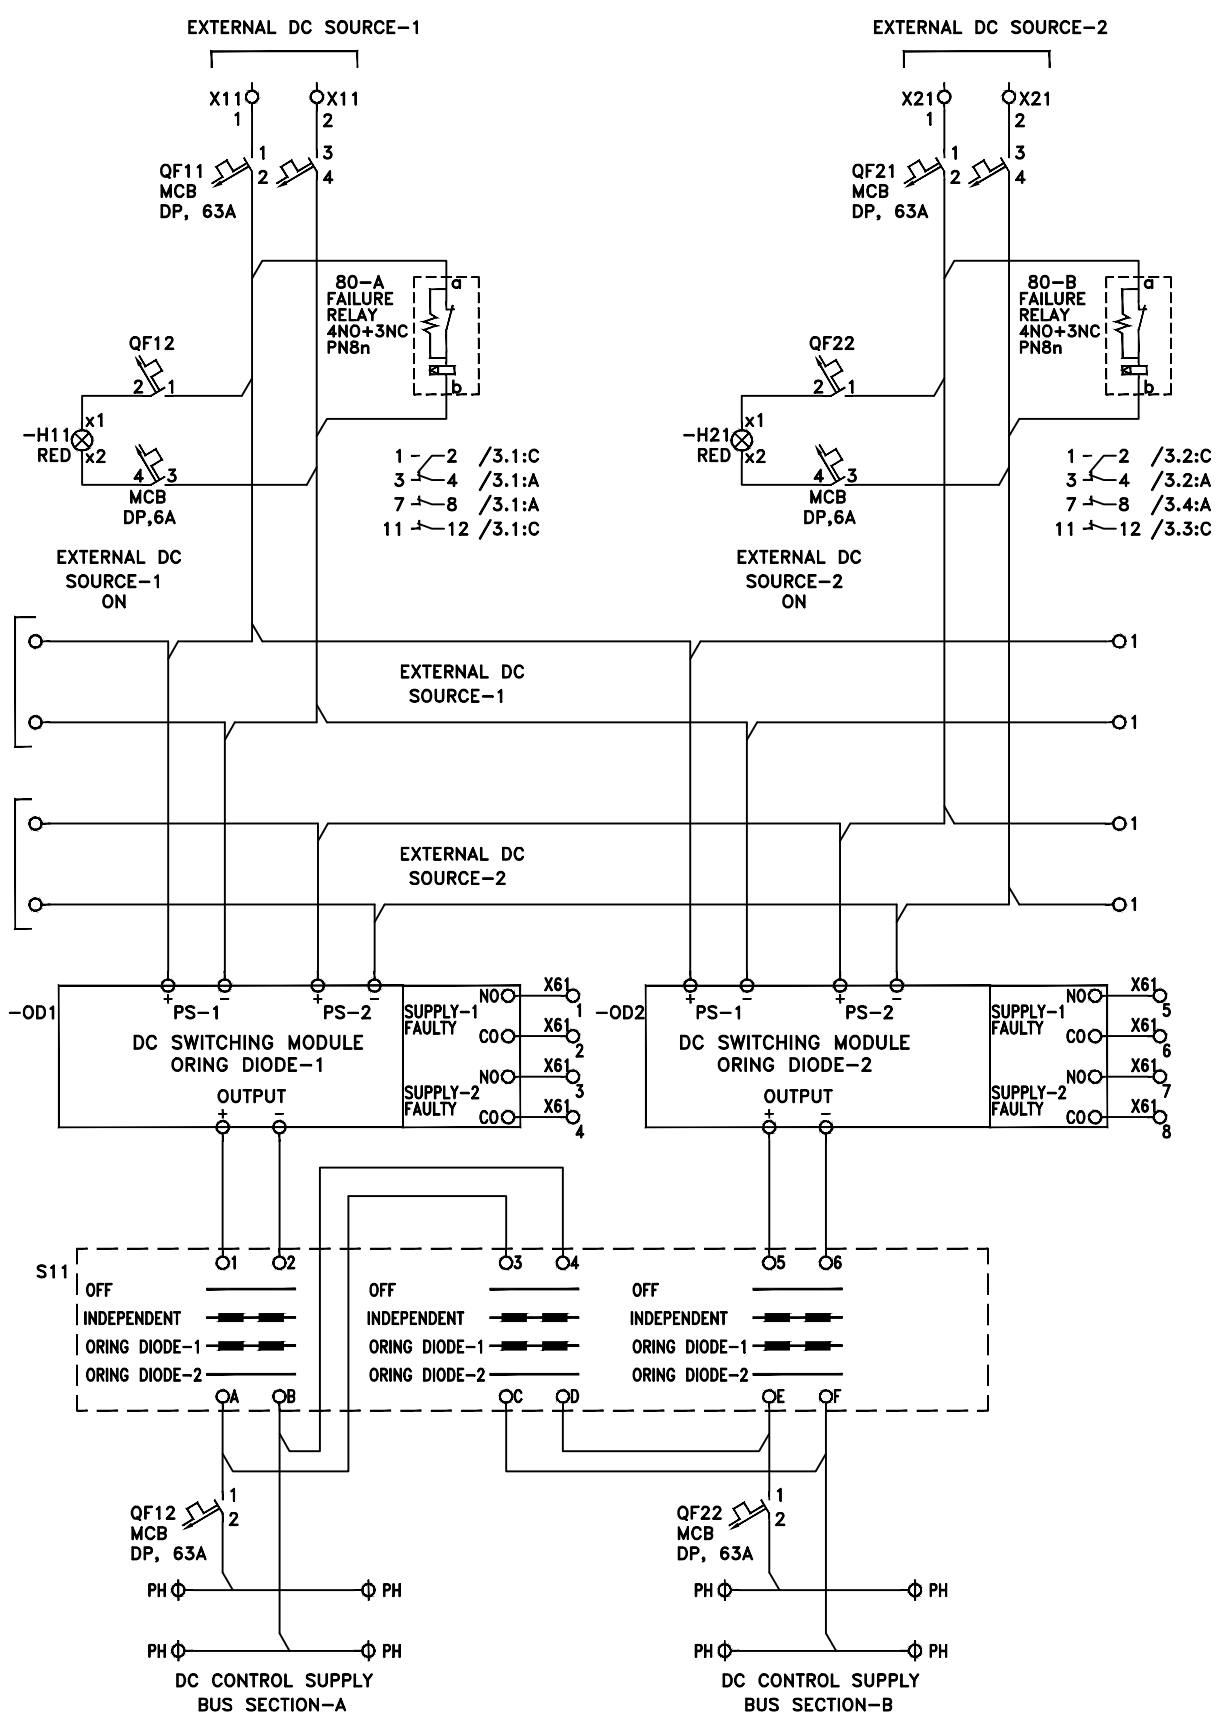 EXTERNAL DC SOURCE-1
EXTERNAL DC SOURCE-2
X11 X11
1 2
X21 X21
1 2
QF11
MCB
DP, 63A
1 3
2 4
QF21
MCB
DP, 63A
1 3
2 4
80-A
FAILURE
RELAY
4NO+3NC
PN8n
a
b
80-B
FAILURE
RELAY
4NO+3NC
PN8n
a
b
QF12
2 1
x1
-H11
RED
x2
4 3
MCB
DP,6A
EXTERNAL DC
SOURCE-1
ON
1 2 /3.1:C
3 4 /3.1:A
7 8 /3.1:A
11 12 /3.1:C
QF22
2 1
x1
-H21
RED
x2
4 3
MCB
DP,6A
EXTERNAL DC
SOURCE-2
ON
1 2 /3.2:C
3 4 /3.2:A
7 8 /3.4:A
11 12 /3.3:C
1
EXTERNAL DC
SOURCE-1
1
1
EXTERNAL DC
SOURCE-2
1
-OD1
+ - + -
PS-1 PS-2
DC SWITCHING MODULE
ORING DIODE-1
OUTPUT
+ -
SUPPLY-1
FAULTY
SUPPLY-2
FAULTY
NO X61 1
CO X61 2
NO X61 3
CO X61 4
-OD2
+ - + -
PS-1 PS-2
DC SWITCHING MODULE
ORING DIODE-2
OUTPUT
+ -
SUPPLY-1
FAULTY
SUPPLY-2
FAULTY
NO X61 5
CO X61 6
NO X61 7
CO X61 8
S11
1 2 3 4 5 6
OFF OFF OFF
INDEPENDENT INDEPENDENT INDEPENDENT
ORING DIODE-1 ORING DIODE-1 ORING DIODE-1
ORING DIODE-2 ORING DIODE-2 ORING DIODE-2
A B C D E F
QF12
MCB
DP, 63A
1
2
QF22
MCB
DP, 63A
1
2
PH PH PH PH
PH PH PH PH
DC CONTROL SUPPLY
BUS SECTION-A
DC CONTROL SUPPLY
BUS SECTION-B